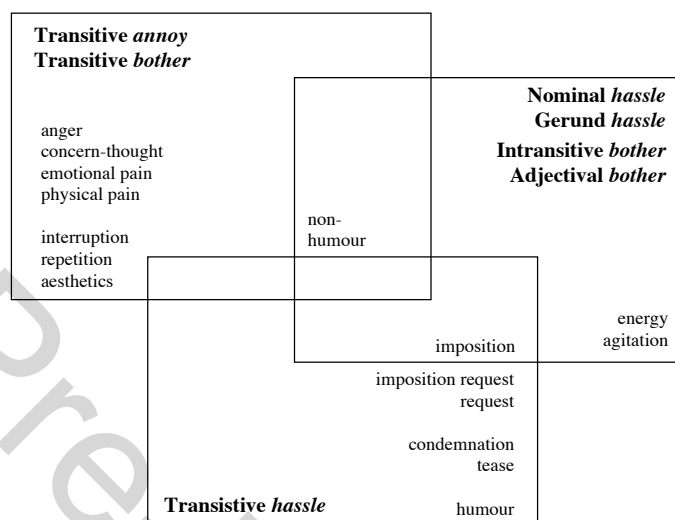 Transitive annoy
Transitive bother
Nominal hassle
Gerund hassle
Intransitive bother
Adjectival bother
anger
concern-thought
emotional pain
physical pain
interruption
repetition
aesthetics
non-
humour
energy
agitation
imposition
imposition request
request
condemnation
tease
Transistive hassle
humour
Pre